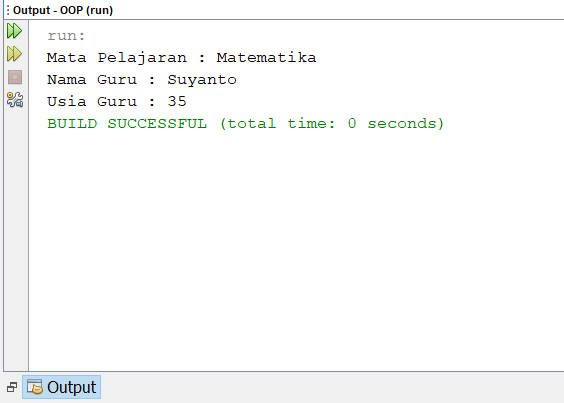 Output - OOP (run)
run:
Mata Pelajaran : Matematika
Nama Guru : Suyanto
Usia Guru : 35
BUILD SUCCESSFUL (total time: 0 seconds)
Output